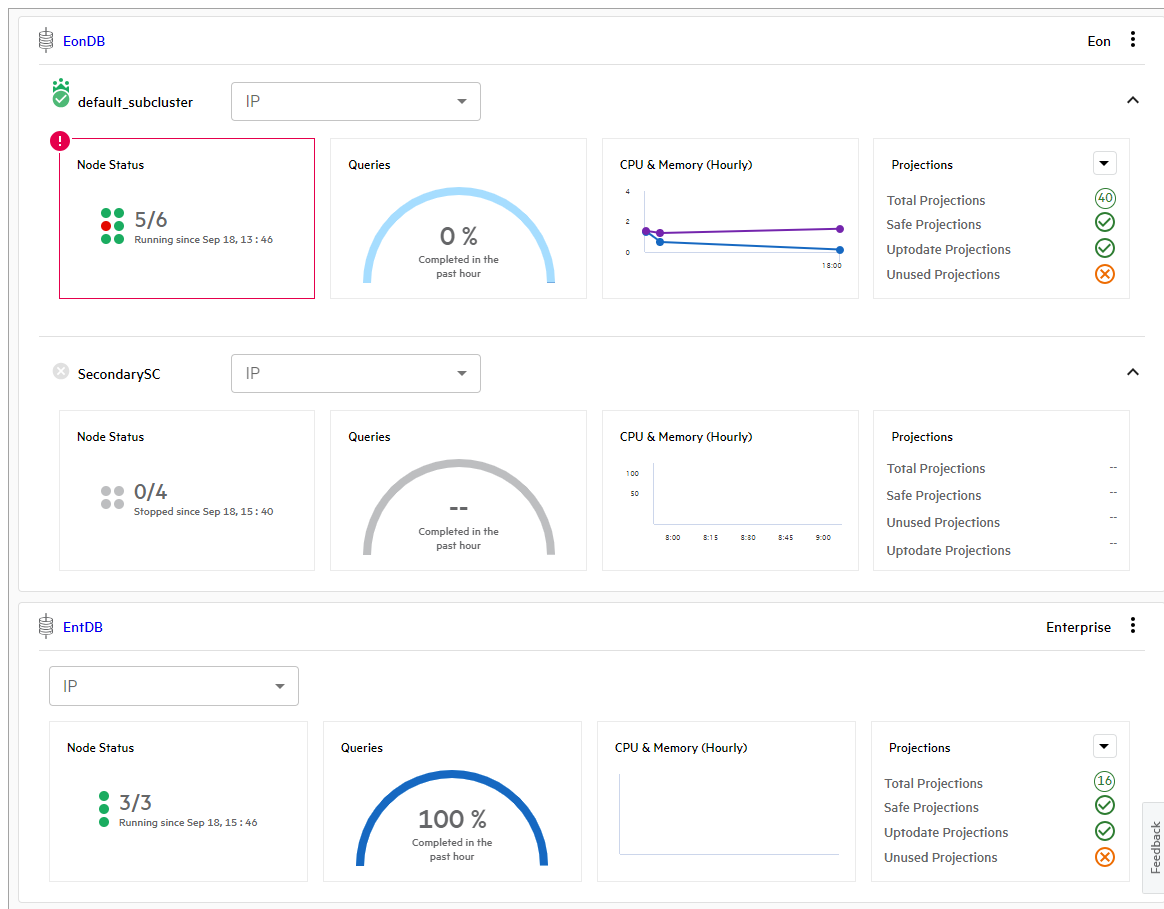 EonDB
Eon
default_subcluster
IP
!
Node Status
5/6
Running since Sep 18, 13 : 46
Queries
0 %
Completed in the
past hour
CPU & Memory (Hourly)
4
2
0
18:00
Projections
Total Projections
40
Safe Projections
Uptodate Projections
Unused Projections
SecondarySC
IP
Node Status
0/4
Stopped since Sep 18, 15 : 40
Queries
--
Completed in the
past hour
CPU & Memory (Hourly)
100
50
8:00 8:15 8:30 8:45 9:00
Projections
Total Projections --
Safe Projections --
Unused Projections --
Uptodate Projections --
EntDB
Enterprise
IP
Node Status
3/3
Running since Sep 18, 15 : 46
Queries
100 %
Completed in the
past hour
CPU & Memory (Hourly)
Projections
Total Projections
16
Safe Projections
Uptodate Projections
Unused Projections
Feedback